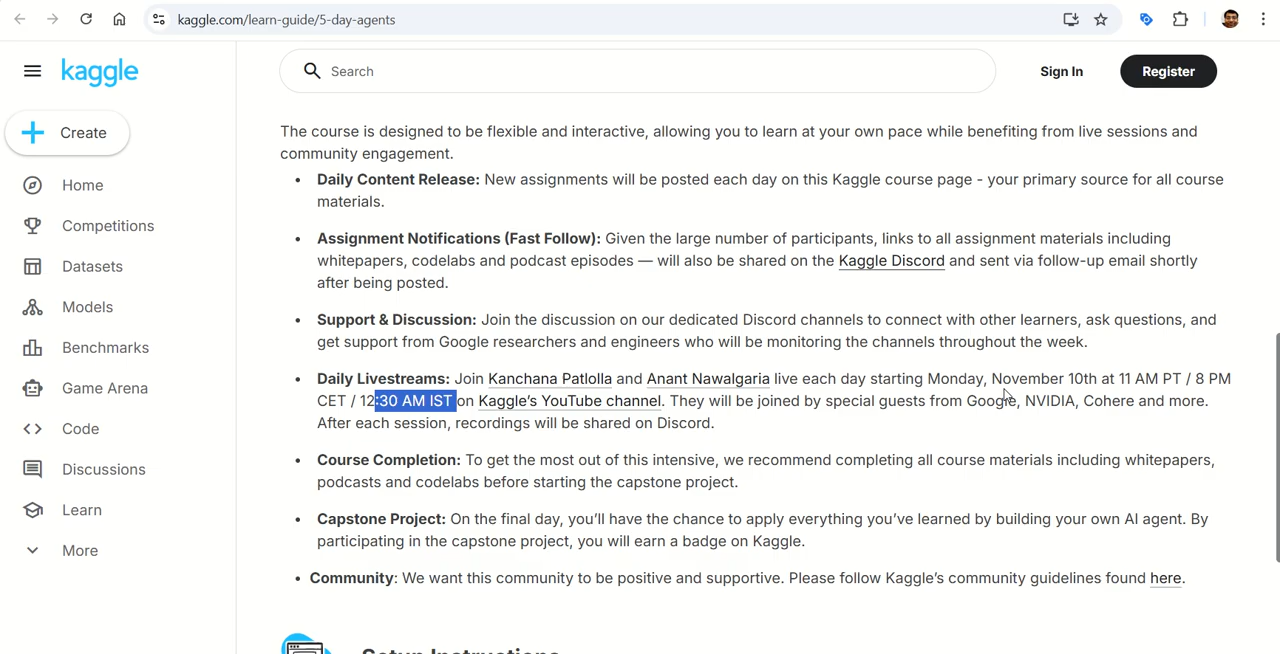 kaggle.com/learn-guide/5-day-agents
kaggle
Search
Sign In
Register
Create
Home
Competitions
Datasets
Models
Benchmarks
Game Arena
Code
Discussions
Learn
More
The course is designed to be flexible and interactive, allowing you to learn at your own pace while benefiting from live sessions and
community engagement.
• Daily Content Release: New assignments will be posted each day on this Kaggle course page - your primary source for all course
materials.
• Assignment Notifications (Fast Follow): Given the large number of participants, links to all assignment materials including
whitepapers, codelabs and podcast episodes — will also be shared on the Kaggle Discord and sent via follow-up email shortly
after being posted.
• Support & Discussion: Join the discussion on our dedicated Discord channels to connect with other learners, ask questions, and
get support from Google researchers and engineers who will be monitoring the channels throughout the week.
• Daily Livestreams: Join Kanchana Patlolla and Anant Nawalgaria live each day starting Monday, November 10th at 11 AM PT / 8 PM
CET / 12:30 AM IST on Kaggle’s YouTube channel. They will be joined by special guests from Google, NVIDIA, Cohere and more.
After each session, recordings will be shared on Discord.
• Course Completion: To get the most out of this intensive, we recommend completing all course materials including whitepapers,
podcasts and codelabs before starting the capstone project.
• Capstone Project: On the final day, you’ll have the chance to apply everything you’ve learned by building your own AI agent. By
participating in the capstone project, you will earn a badge on Kaggle.
• Community: We want this community to be positive and supportive. Please follow Kaggle’s community guidelines found here.
Setup Instructions